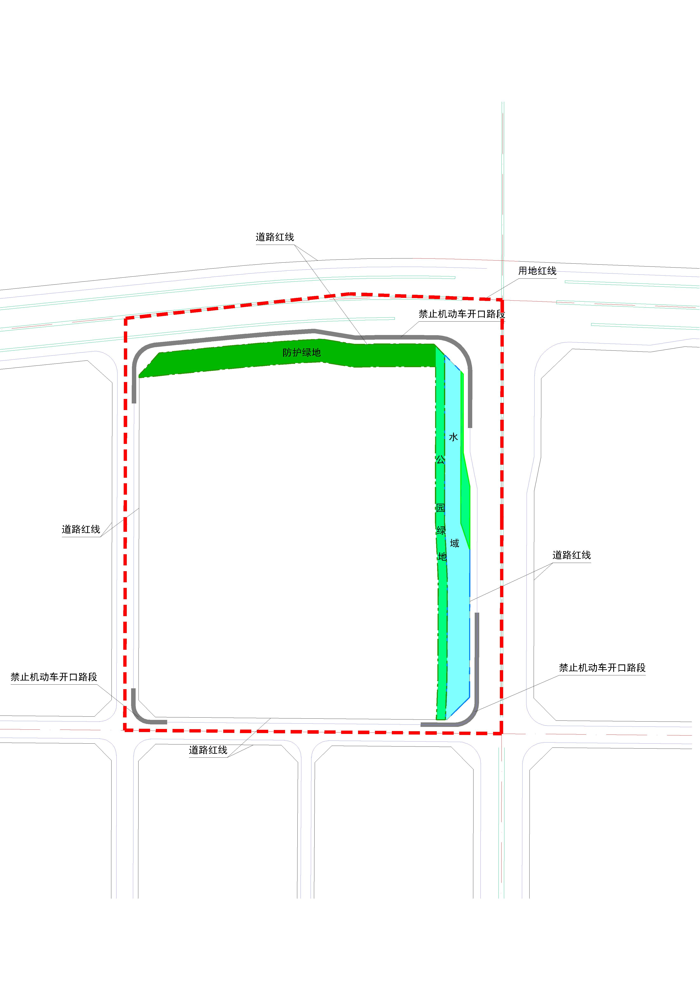 道路红线
用地红线
禁止机动车开口路段
防护绿地
水
域
公
园
绿
地
道路红线
道路红线
禁止机动车开口路段
禁止机动车开口路段
道路红线